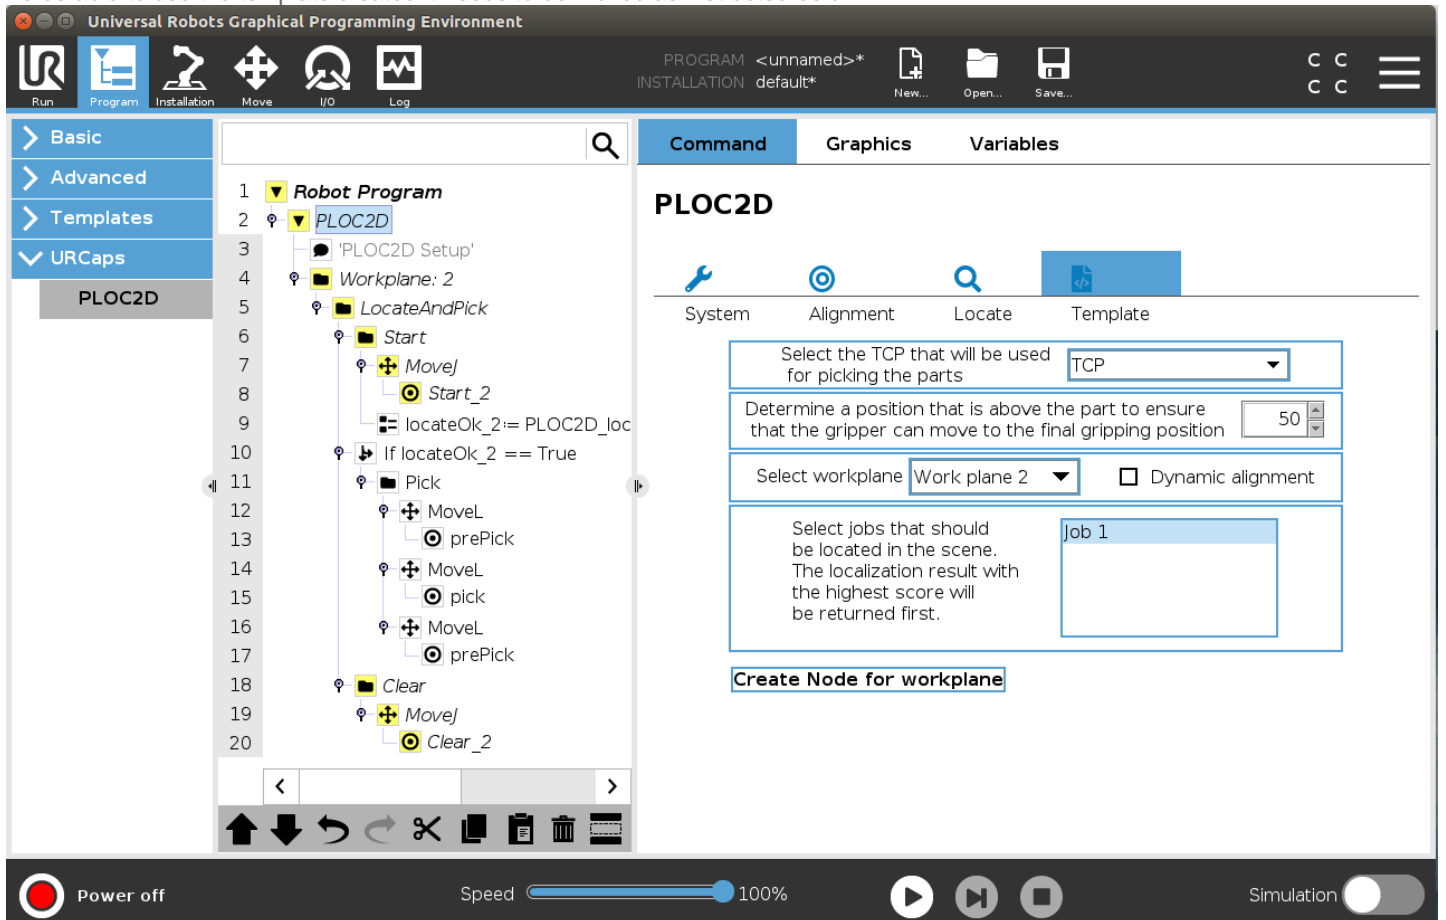 Universal Robots Graphical Programming Environment
Run
Program
Installation
Move
I/O
Log
PROGRAM <unnamed>*
INSTALLATION default*
New...
Open...
Save...
C C
C C
Basic
Advanced
Templates
URCaps
PLOC2D
1 Robot Program
2 PLOC2D
3 'PLOC2D Setup'
4 Workplane: 2
5 LocateAndPick
6 Start
7 MoveJ
8 Start_2
9 locateOk_2:= PLOC2D_loc
10 If locateOk_2 == True
11 Pick
12 MoveL
13 prePick
14 MoveL
15 pick
16 MoveL
17 prePick
18 Clear
19 MoveJ
20 Clear_2
Command Graphics Variables
PLOC2D
System Alignment Locate Template
Select the TCP that will be used
for picking the parts
TCP
Determine a position that is above the part to ensure
that the gripper can move to the final gripping position
50
Select workplane Work plane 2 Dynamic alignment
Select jobs that should
be located in the scene.
The localization result with
the highest score will
be returned first.
Job 1
Create Node for workplane
Power off
Speed 100%
Simulation